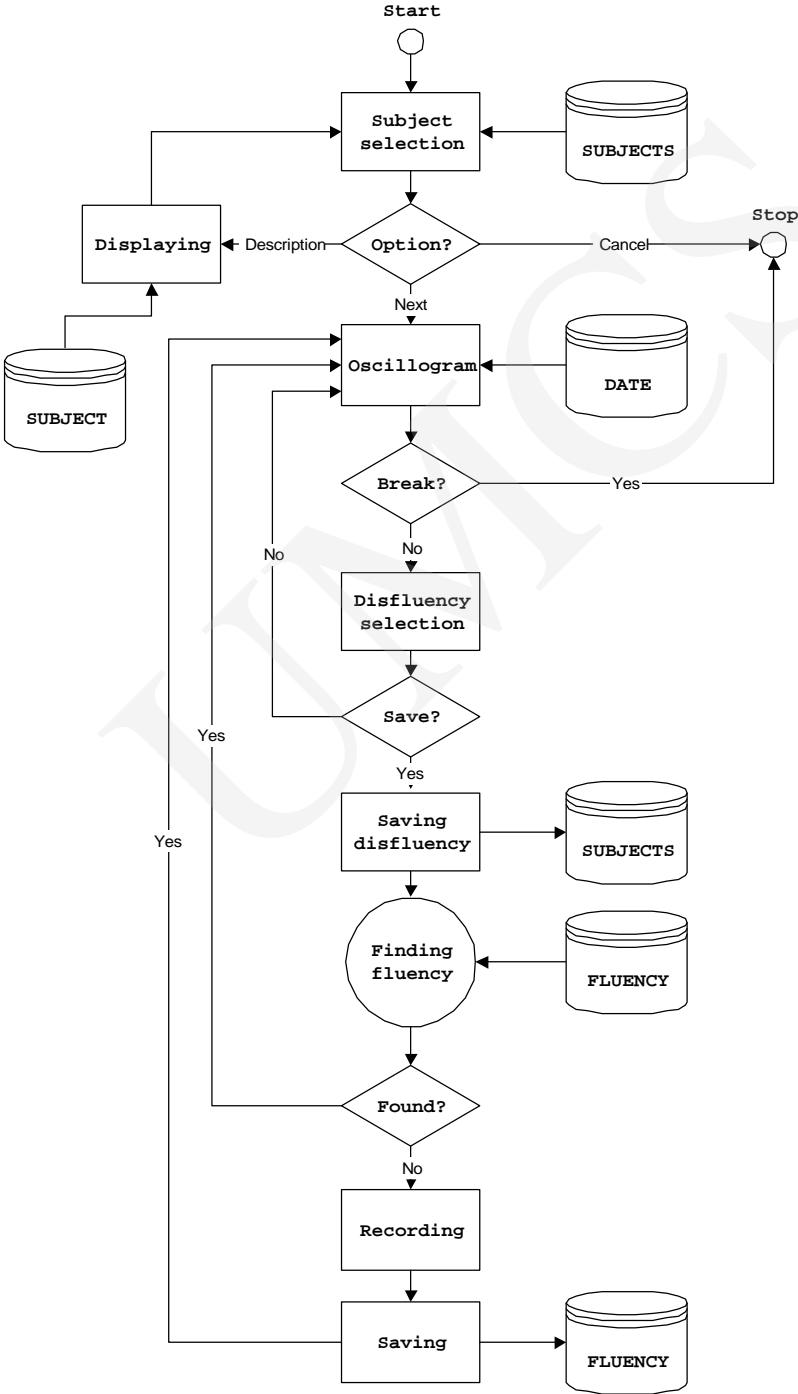 Start
Subject
selection
SUBJECTS
Stop
Displaying
Description
Option?
Cancel
Next
Oscillogram
DATE
SUBJECT
Break?
Yes
No
No
Disfluency
selection
Save?
Yes
Yes
Saving
disfluency
SUBJECTS
Yes
Finding
fluency
FLUENCY
Found?
No
Recording
Saving
FLUENCY
UMCS